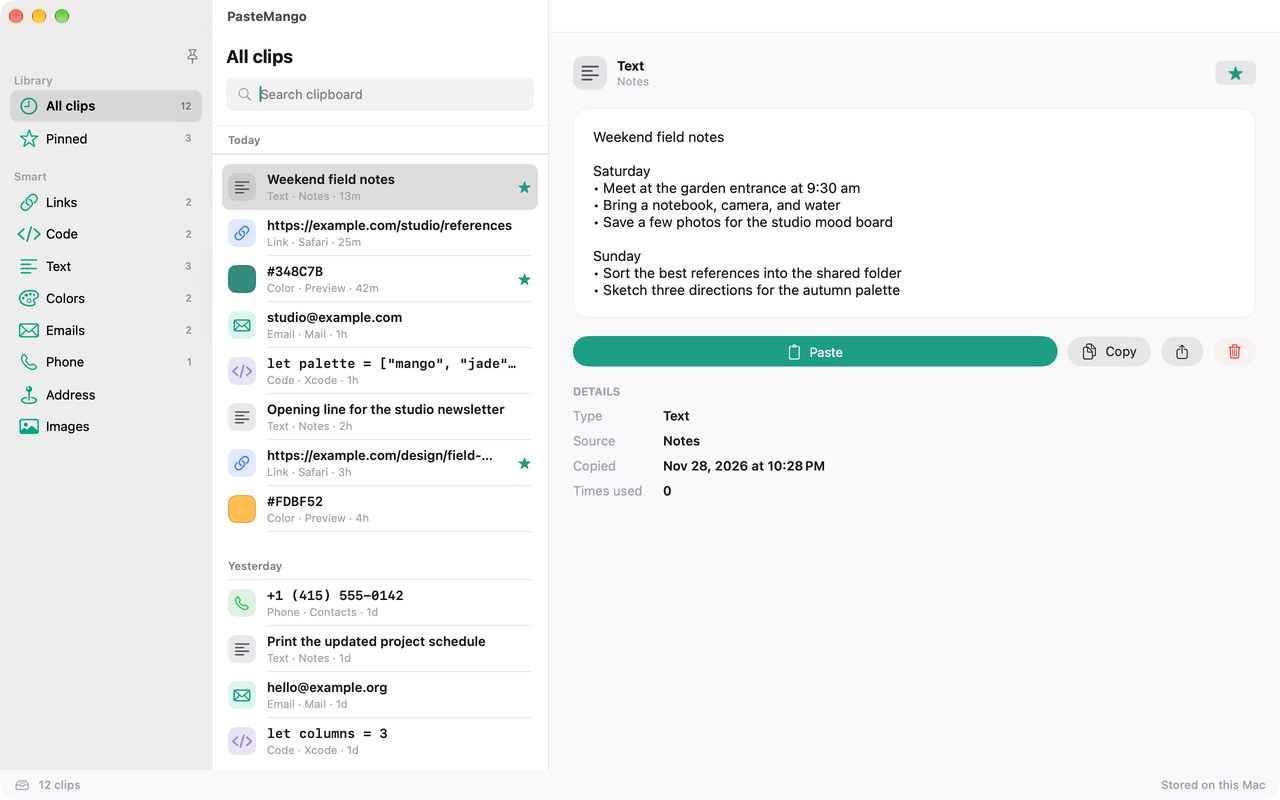 PasteMango
Library
All clips 12
Pinned 3
Smart
Links 2
Code 2
Text 3
Colors 2
Emails 2
Phone 1
Address
Images
All clips
Search clipboard
Today
Weekend field notes
Text · Notes · 13m
https://example.com/studio/references
Link · Safari · 25m
#348C7B
Color · Preview · 42m
studio@example.com
Email · Mail · 1h
let palette = ["mango", "jade"…
Code · Xcode · 1h
Opening line for the studio newsletter
Text · Notes · 2h
https://example.com/design/field-...
Link · Safari · 3h
#FDBF52
Color · Preview · 4h
Yesterday
+1 (415) 555-0142
Phone · Contacts · 1d
Print the updated project schedule
Text · Notes · 1d
hello@example.org
Email · Mail · 1d
let columns = 3
Code · Xcode · 1d
Text
Notes
Weekend field notes
Saturday
• Meet at the garden entrance at 9:30 am
• Bring a notebook, camera, and water
• Save a few photos for the studio mood board
Sunday
• Sort the best references into the shared folder
• Sketch three directions for the autumn palette
Paste
Copy
DETAILS
Type Text
Source Notes
Copied Nov 28, 2026 at 10:28 PM
Times used 0
12 clips
Stored on this Mac